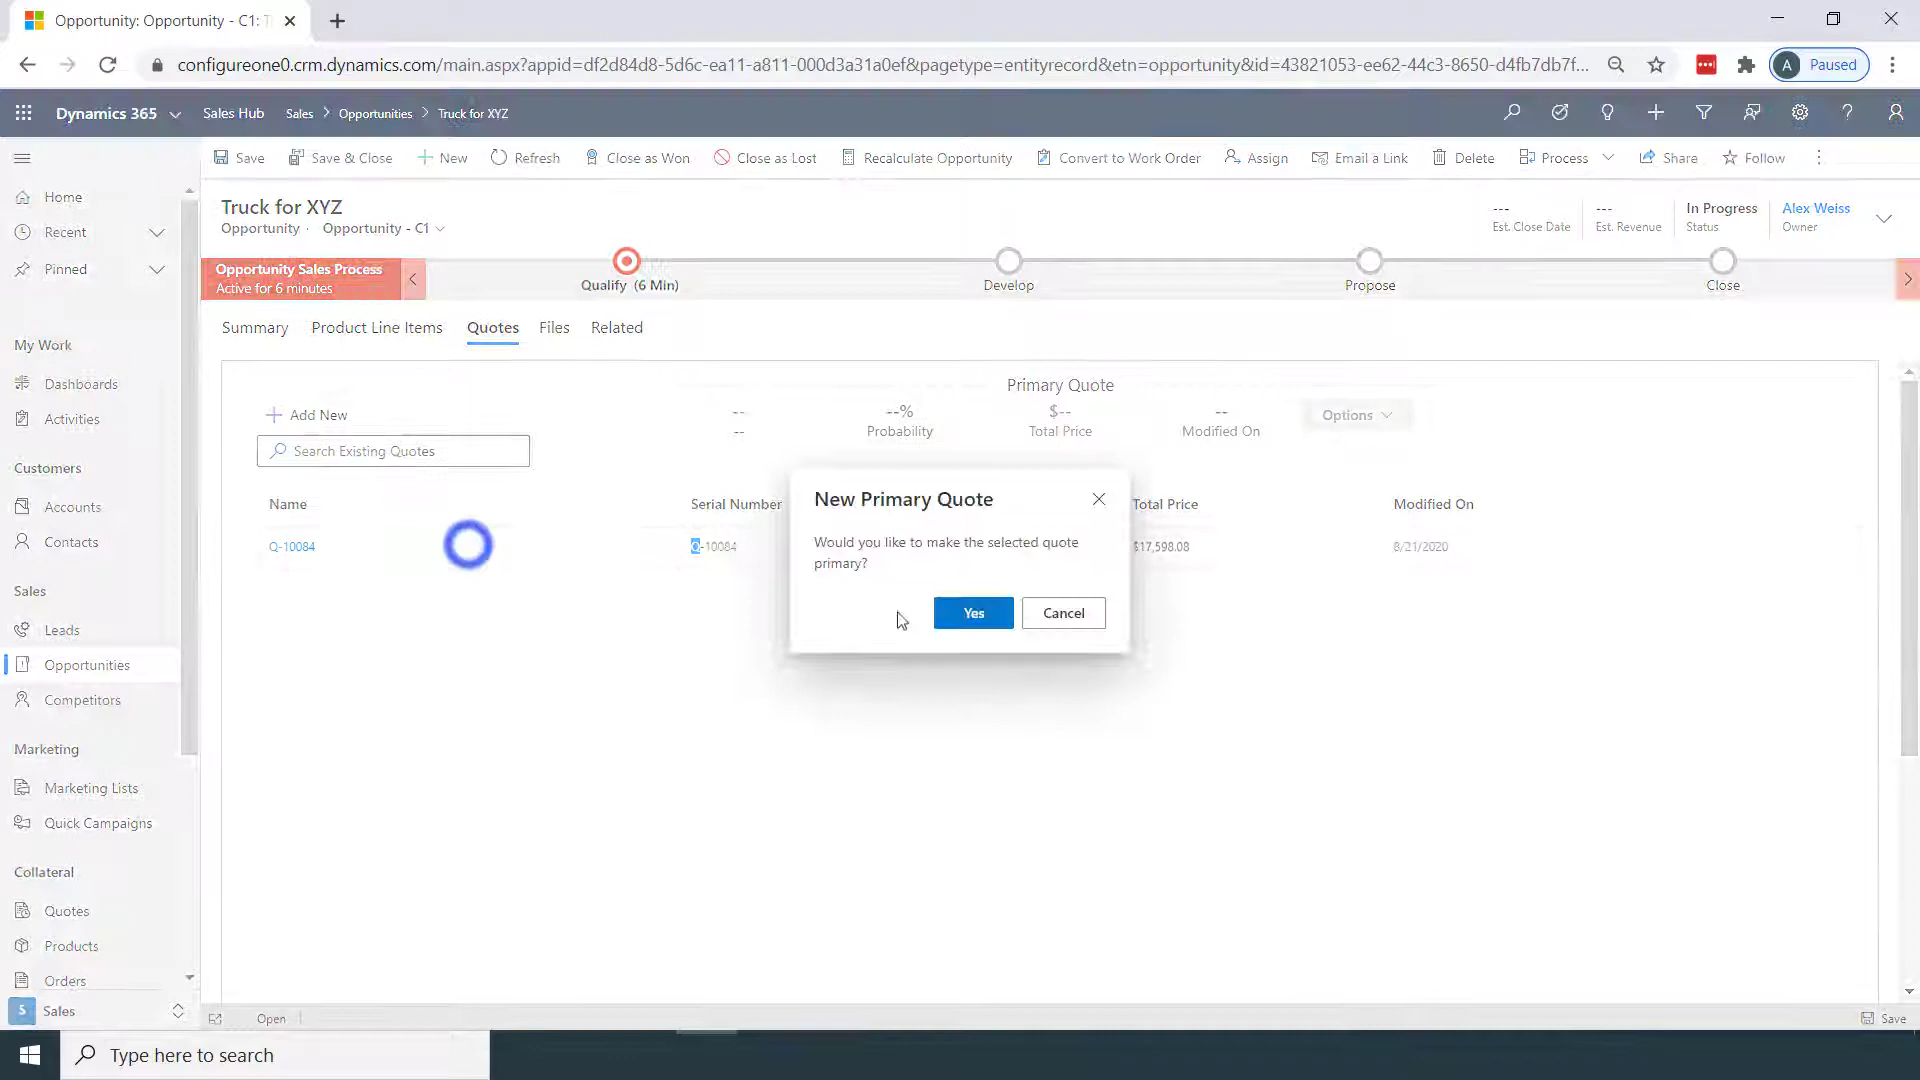 Opportunity: Opportunity - C1: T
configureone0.crm.dynamics.com/main.aspx?appid=df2d84d8-5d6c-ea11-a811-000d3a31a0ef&pagetype=entityrecord&etn=opportunity&id=43821053-ee62-44c3-8650-d4fb7db7f...
A Paused
Dynamics 365 Sales Hub Sales > Opportunities > Truck for XYZ
Save Save & Close New Refresh Close as Won Close as Lost Recalculate Opportunity Convert to Work Order Assign Email a Link Delete Process Share Follow
Home
Recent
Pinned
My Work
Dashboards
Activities
Customers
Accounts
Contacts
Sales
Leads
Opportunities
Competitors
Marketing
Marketing Lists
Quick Campaigns
Collateral
Quotes
Products
Orders
S Sales
Truck for XYZ
Opportunity · Opportunity - C1
--- --- In Progress Alex Weiss
Est. Close Date Est. Revenue Status Owner
Opportunity Sales Process
Active for 6 minutes
Qualify (6 Min) Develop Propose Close
Summary Product Line Items Quotes Files Related
Primary Quote
Add New
-- --% $-- -- Options
-- Probability Total Price Modified On
Search Existing Quotes
Name Serial Number Total Price Modified On
Q-10084 Q-10084 $17,598.08 8/21/2020
New Primary Quote
Would you like to make the selected quote
primary?
Yes Cancel
Open Save
Type here to search